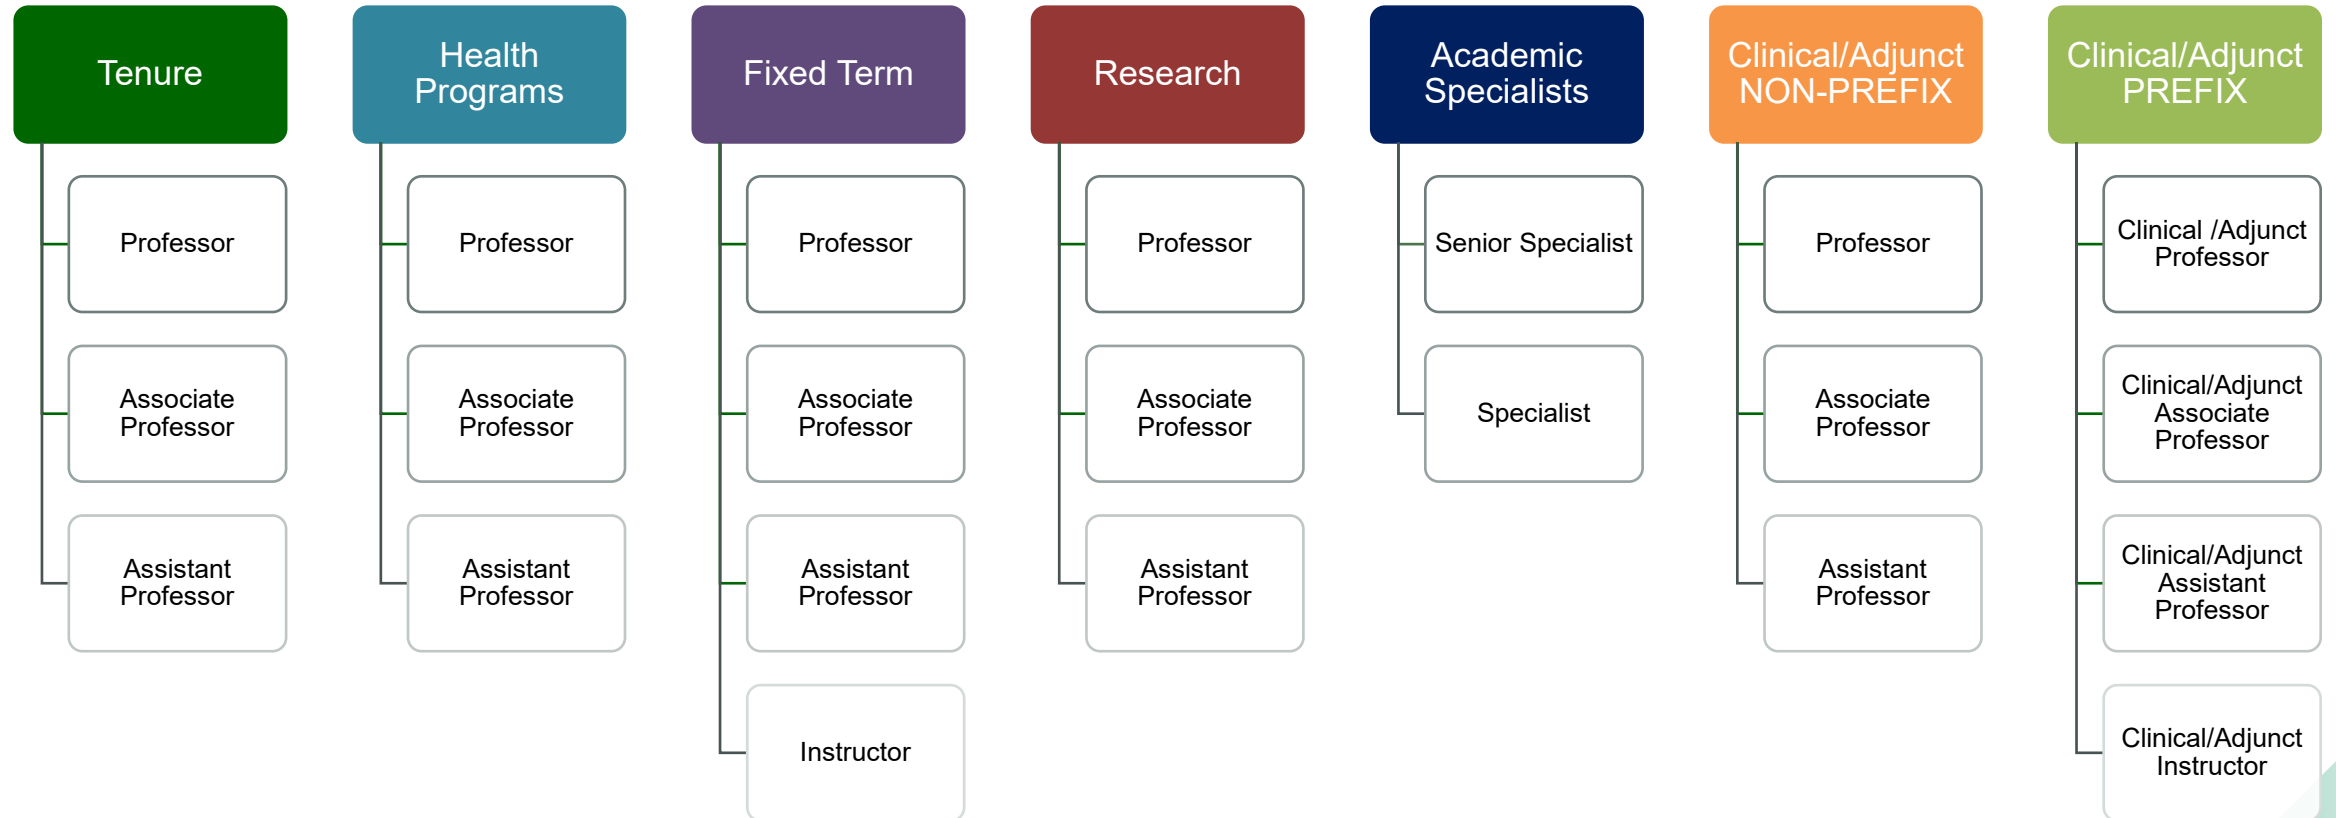 Tenure
Professor
Associate
Professor
Assistant
Professor
Health
Programs
Professor
Associate
Professor
Assistant
Professor
Fixed Term
Professor
Associate
Professor
Assistant
Professor
Instructor
Research
Professor
Associate
Professor
Assistant
Professor
Academic
Specialists
Senior Specialist
Specialist
Clinical/Adjunct
NON-PREFIX
Professor
Associate
Professor
Assistant
Professor
Clinical/Adjunct
PREFIX
Clinical /Adjunct
Professor
Clinical/Adjunct
Associate
Professor
Clinical/Adjunct
Assistant
Professor
Clinical/Adjunct
Instructor